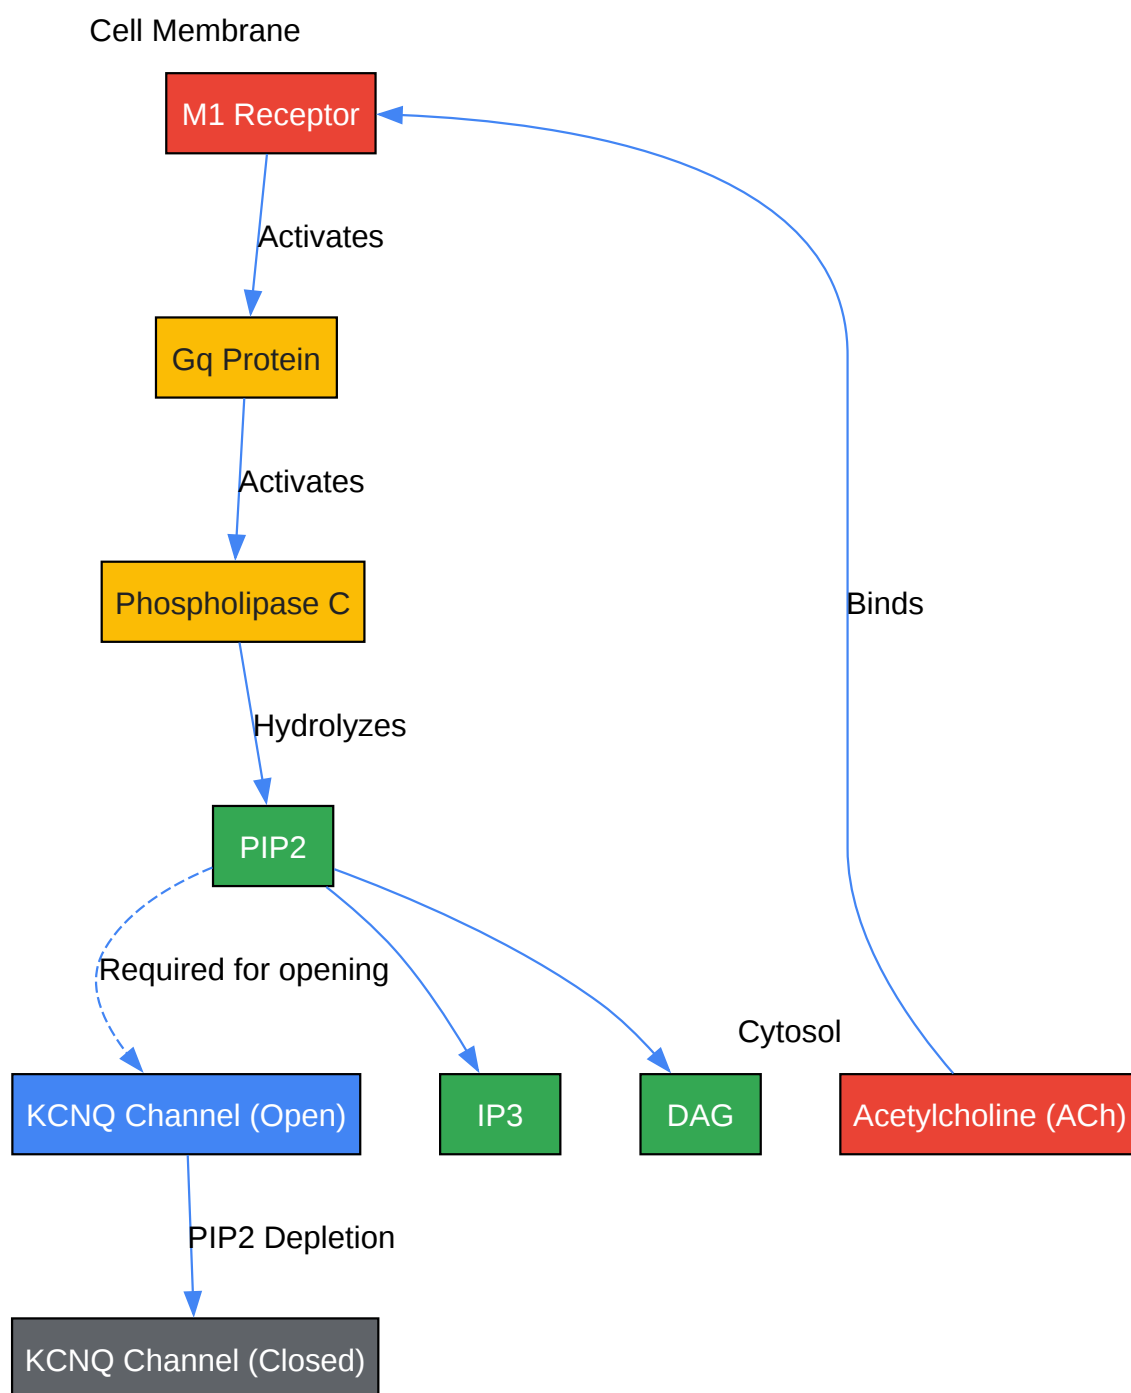 Cell Membrane
M1 Receptor
Activates
Gq Protein
Activates
Phospholipase C
Binds
Hydrolyzes
PIP2
Required for opening
Cytosol
KCNQ Channel (Open)
IP3
DAG
Acetylcholine (ACh)
PIP2 Depletion
KCNQ Channel (Closed)